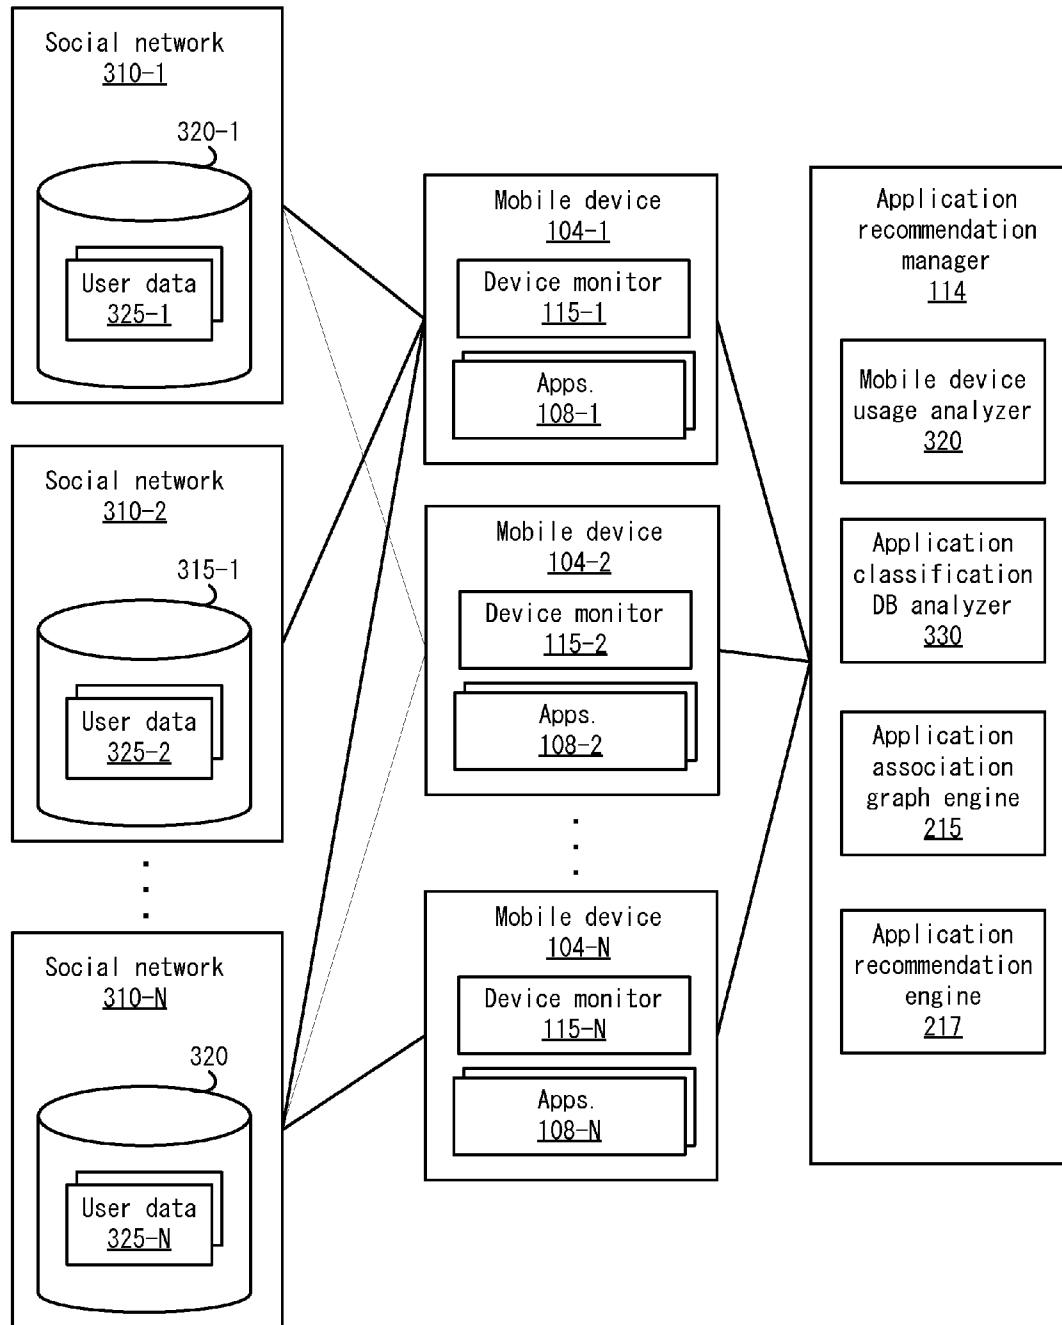 Social network
310-1
320-1
User data
325-1
Social network
310-2
315-1
User data
325-2
Social network
310-N
320
User data
325-N
Mobile device
104-1
Device monitor
115-1
Apps.
108-1
Mobile device
104-2
Device monitor
115-2
Apps.
108-2
Mobile device
104-N
Device monitor
115-N
Apps.
108-N
Application
recommendation
manager
114
Mobile device
usage analyzer
320
Application
classification
DB analyzer
330
Application
association
graph engine
215
Application
recommendation
engine
217